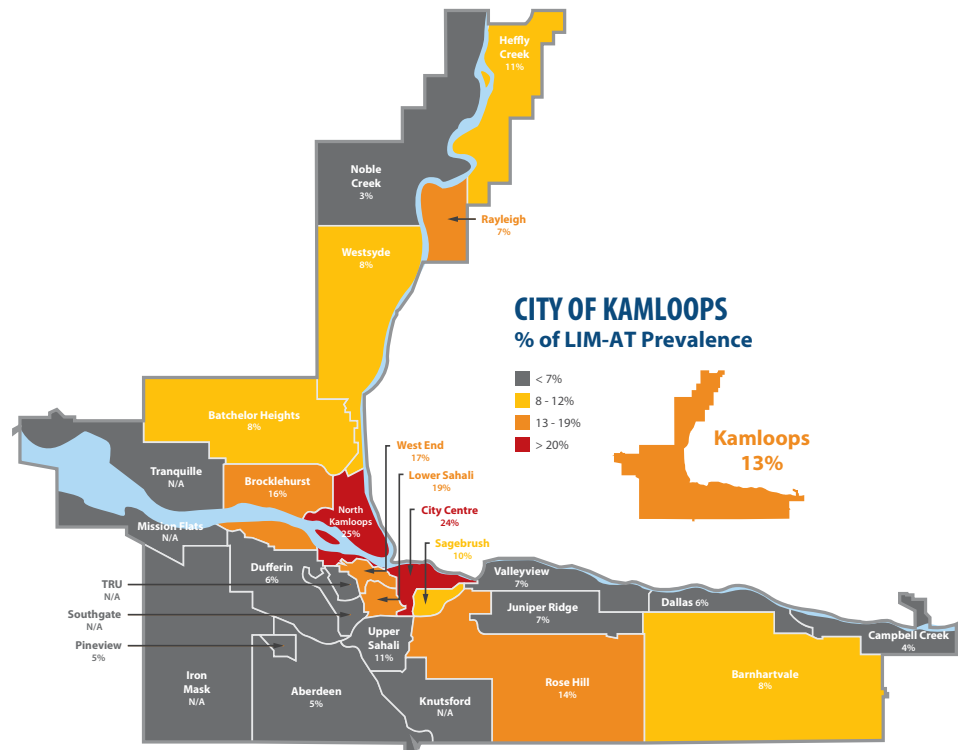 Heffly
Creek
11%
Noble
Creek
3%
Rayleigh
7%
Westsyde
8%
CITY OF KAMLOOPS
% of LIM-AT Prevalence
< 7%
8 - 12%
13 - 19%
> 20%
Kamloops
13%
Batchelor Heights
8%
West End
17%
Tranquille
N/A
Brocklehurst
16%
Lower Sahali
19%
North
Kamloops
25%
City Centre
24%
Mission Flats
N/A
Sagebrush
10%
Dufferin
6%
Valleyview
7%
TRU
N/A
Juniper Ridge
7%
Dallas 6%
Southgate
N/A
Campbell Creek
4%
Pineview
5%
Upper
Sahali
11%
Iron
Mask
N/A
Aberdeen
5%
Knutsford
N/A
Rose Hill
14%
Barnhartvale
8%